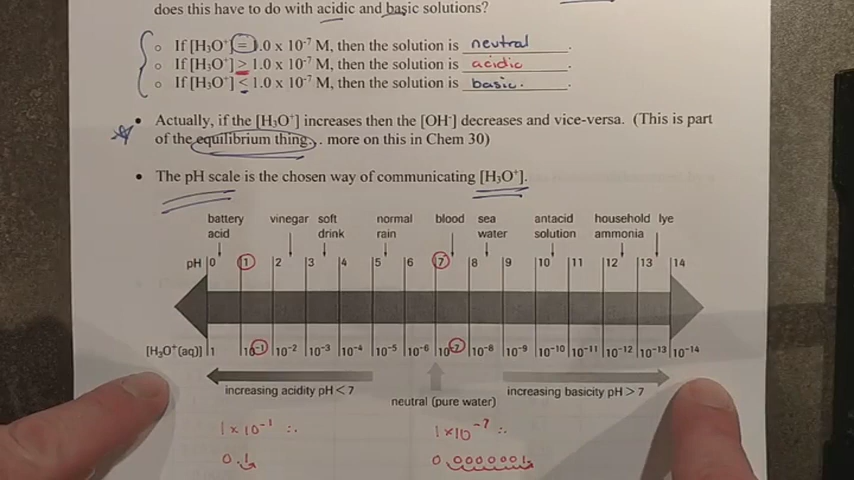 does this have to do with acidic and basic solutions?
o If [H₃O⁺] = 1.0 x 10⁻⁷ M, then the solution is neutral.
o If [H₃O⁺] > 1.0 x 10⁻⁷ M, then the solution is acidic.
o If [H₃O⁺] < 1.0 x 10⁻⁷ M, then the solution is basic.
• Actually, if the [H₃O⁺] increases then the [OH⁻] decreases and vice-versa. (This is part
of the equilibrium thing... more on this in Chem 30)
• The pH scale is the chosen way of communicating [H₃O⁺].
battery acid vinegar soft drink normal rain blood sea water antacid solution household ammonia lye
pH 0 1 2 3 4 5 6 7 8 9 10 11 12 13 14
[H₃O⁺(aq)] 1 10⁻¹ 10⁻² 10⁻³ 10⁻⁴ 10⁻⁵ 10⁻⁶ 10⁻⁷ 10⁻⁸ 10⁻⁹ 10⁻¹⁰ 10⁻¹¹ 10⁻¹² 10⁻¹³ 10⁻¹⁴
increasing acidity pH < 7
neutral (pure water)
increasing basicity pH > 7
1 x 10⁻¹ ∴
1 x 10⁻⁷ ∴
0.1
0.0000001